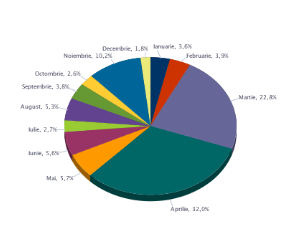 Decembrie, 1,8%
Ianuarie, 3,6%
Februarie, 3,9%
Noiembrie, 10,2%
Octombrie, 2,6%
Septembrie, 3,8%
Martie, 22,8%
August, 5,3%
Iulie, 2,7%
Iunie, 5,6%
Mai, 5,7%
Aprilie, 32,0%